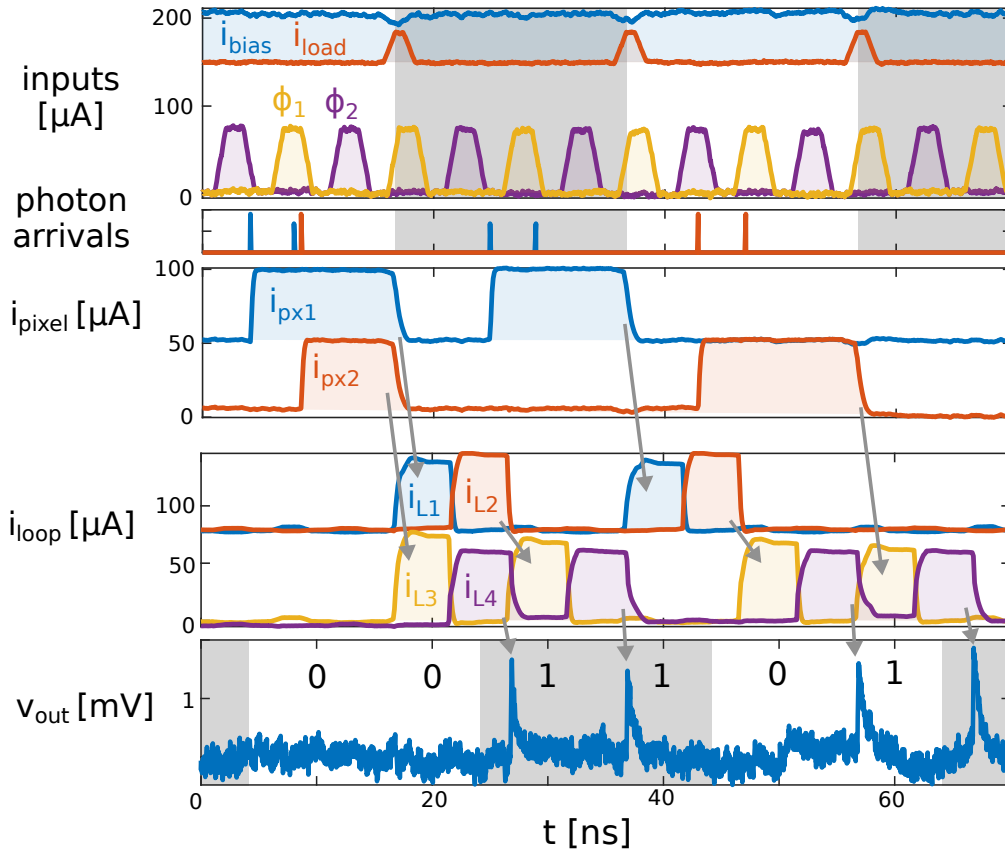 200
i_bias i_load
inputs
[µA]
100
ϕ_1 ϕ_2
0
photon
arrivals
100
i_px1
i_pixel [µA]
50
i_px2
0
i_L1 i_L2
100
i_loop [µA]
50
i_L3 i_L4
0
0 0 1 1 0 1
v_out [mV] 1
0 20 40 60
t [ns]